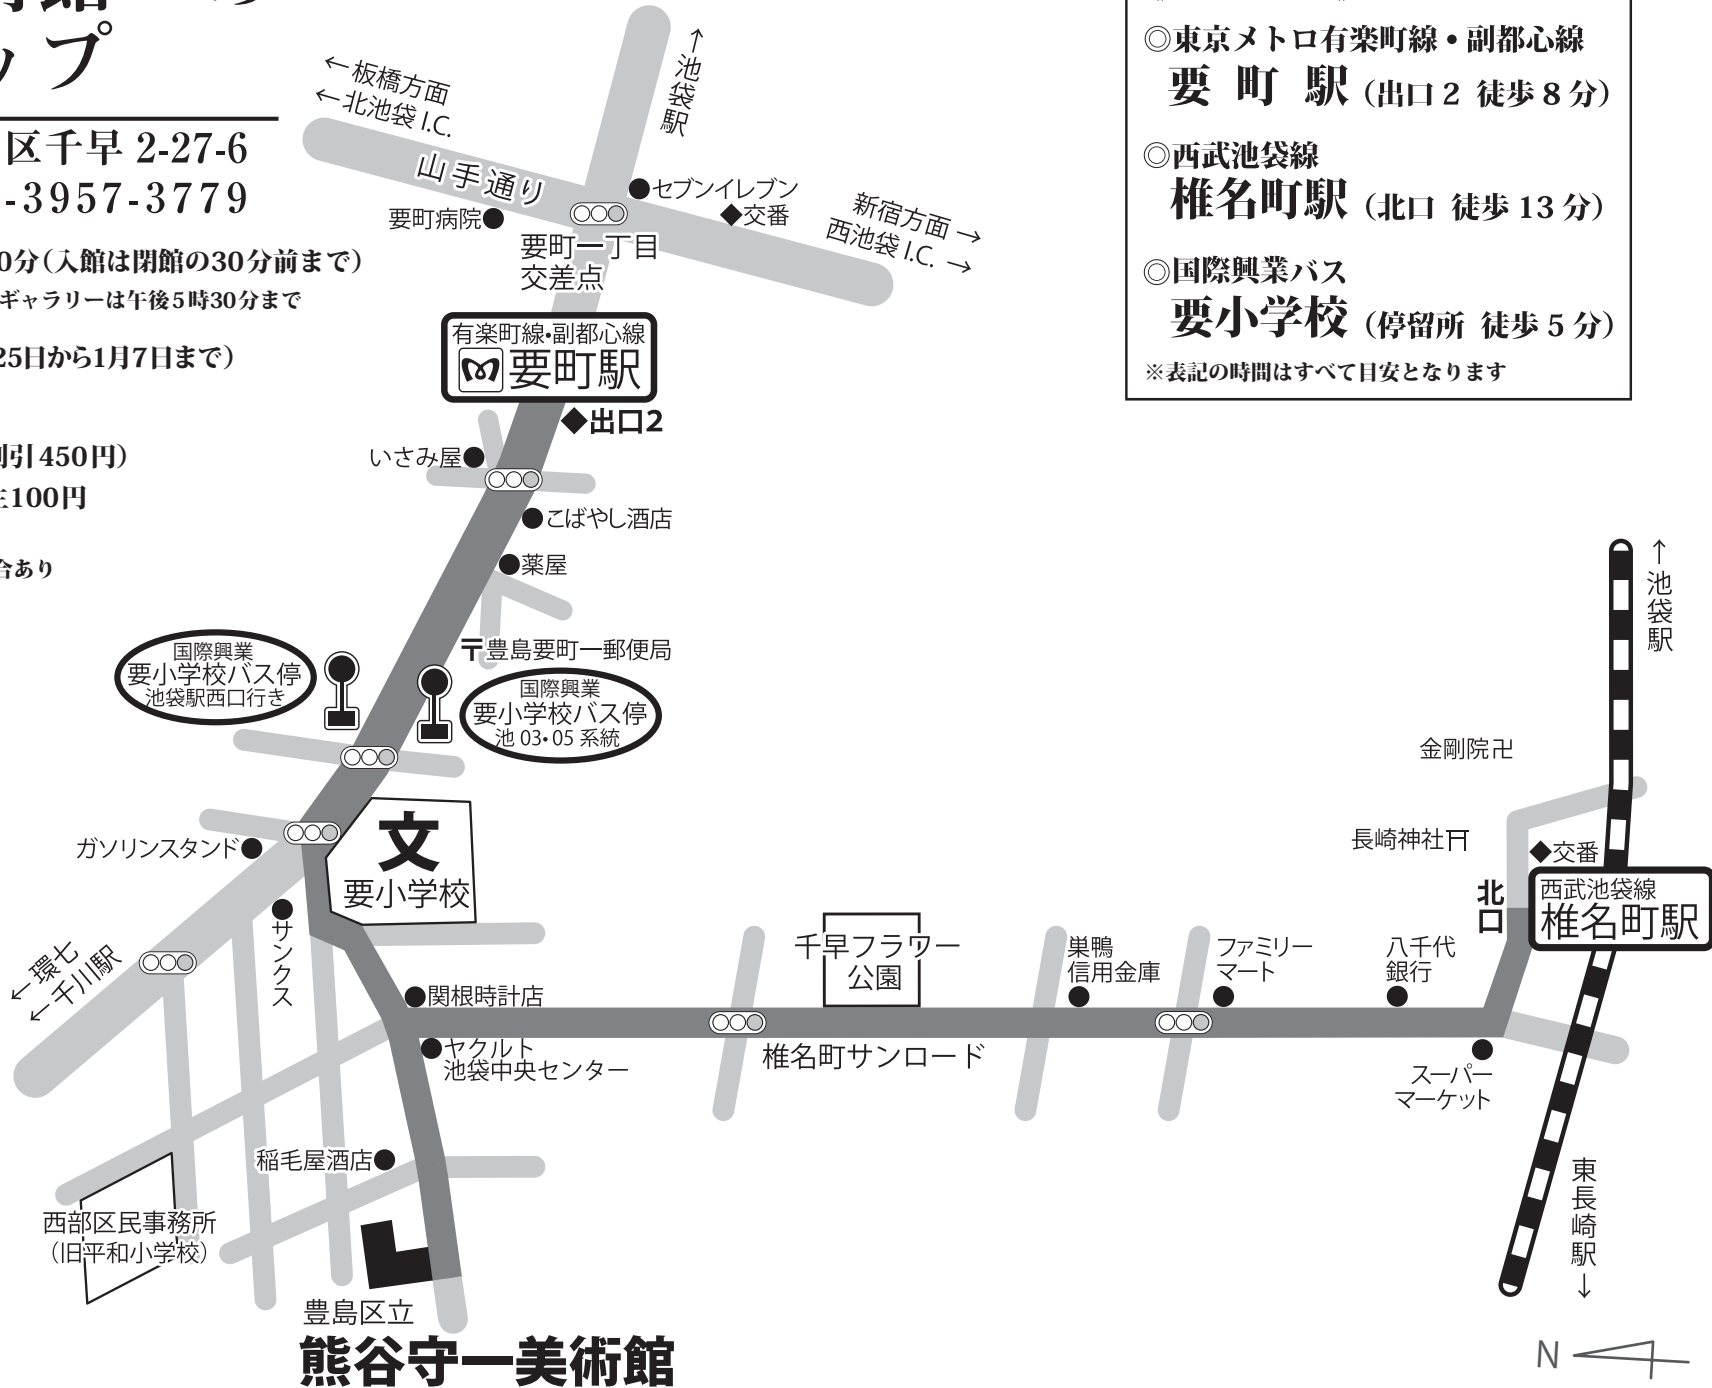 ップ
区千早 2-27-6
-3957-3779
0分（入館は閉館の30分前まで）
ギャラリーは午後5時30分まで
25日から1月7日まで）
引450円）
100円
合あり
◎東京メトロ有楽町線・副都心線
要 町 駅（出口 2 徒歩 8 分）
◎西武池袋線
椎名町駅（北口 徒歩 13 分）
◎国際興業バス
要小学校（停留所 徒歩 5 分）
※表記の時間はすべて目安となります
←板橋方面
←北池袋 I.C.
↑池袋駅
山手通り
セブンイレブン
◆交番
要町病院
新宿方面→
西池袋 I.C.→
要町一丁目
交差点
有楽町線・副都心線
要町駅
◆出口2
いさみ屋
こばやし酒店
薬屋
〒豊島要町一郵便局
国際興業
要小学校バス停
池袋駅西口行き
国際興業
要小学校バス停
池 03・05 系統
ガソリンスタンド
文
要小学校
サンクス
←環七
←千川駅
関根時計店
ヤクルト
池袋中央センター
千早フラワー
公園
椎名町サンロード
巣鴨
信用金庫
ファミリー
マート
八千代
銀行
スーパー
マーケット
↑池袋駅
金剛院卍
長崎神社
◆交番
北口
西武池袋線
椎名町駅
東長崎駅↓
稲毛屋酒店
西部区民事務所
（旧平和小学校）
豊島区立
熊谷守一美術館
N